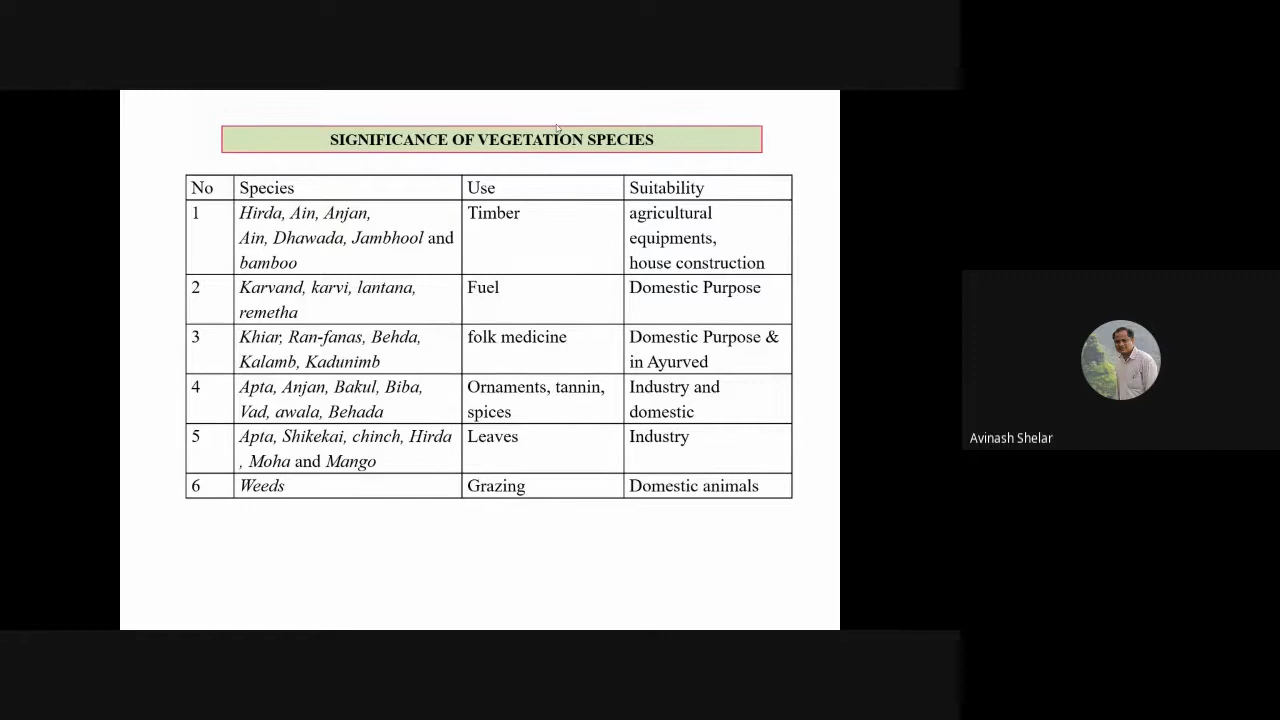 SIGNIFICANCE OF VEGETATION SPECIES
No Species Use Suitability
1 Hirda, Ain, Anjan, Timber agricultural
Ain, Dhawada, Jambhool and equipments,
bamboo house construction
2 Karvand, karvi, lantana, Fuel Domestic Purpose
remetha
3 Khiar, Ran-fanas, Behda, folk medicine Domestic Purpose &
Kalamb, Kadunimb in Ayurved
4 Apta, Anjan, Bakul, Biba, Ornaments, tannin, Industry and
Vad, awala, Behada spices domestic
5 Apta, Shikekai, chinch, Hirda Leaves Industry
, Moha and Mango
6 Weeds Grazing Domestic animals
Avinash Shelar